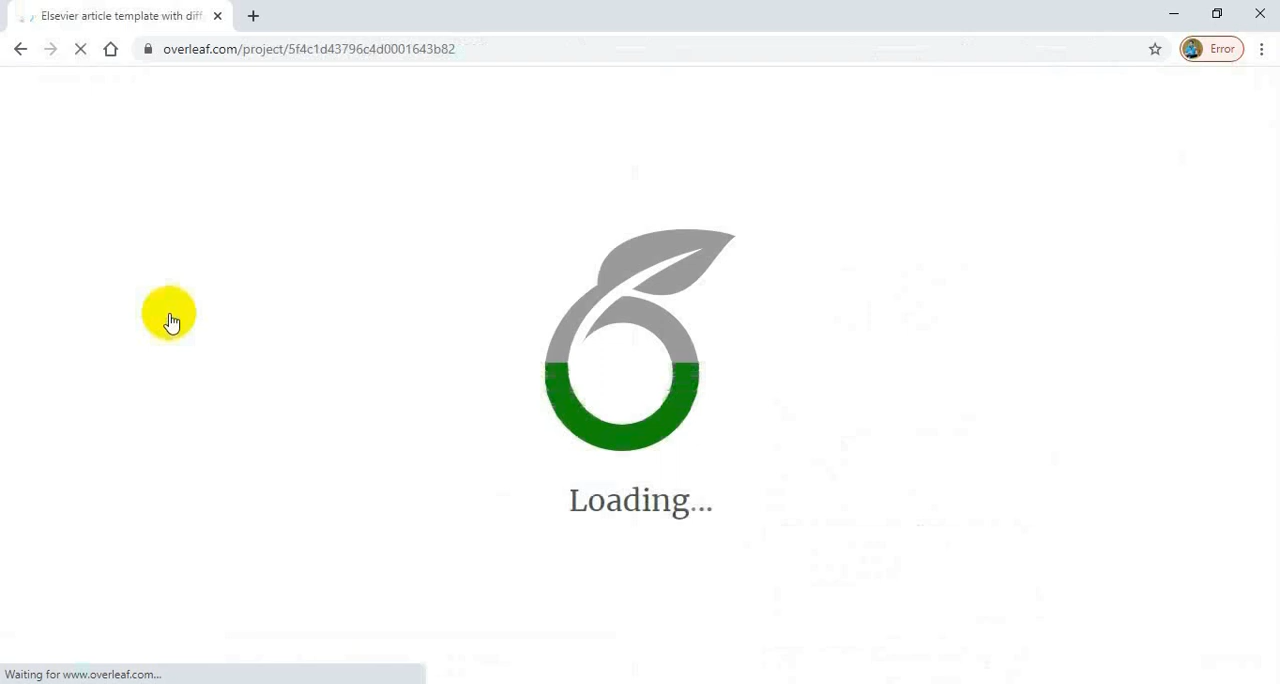 Elsevier article template with diff
overleaf.com/project/5f4c1d43796c4d0001643b82
Error
Loading...
Waiting for www.overleaf.com...